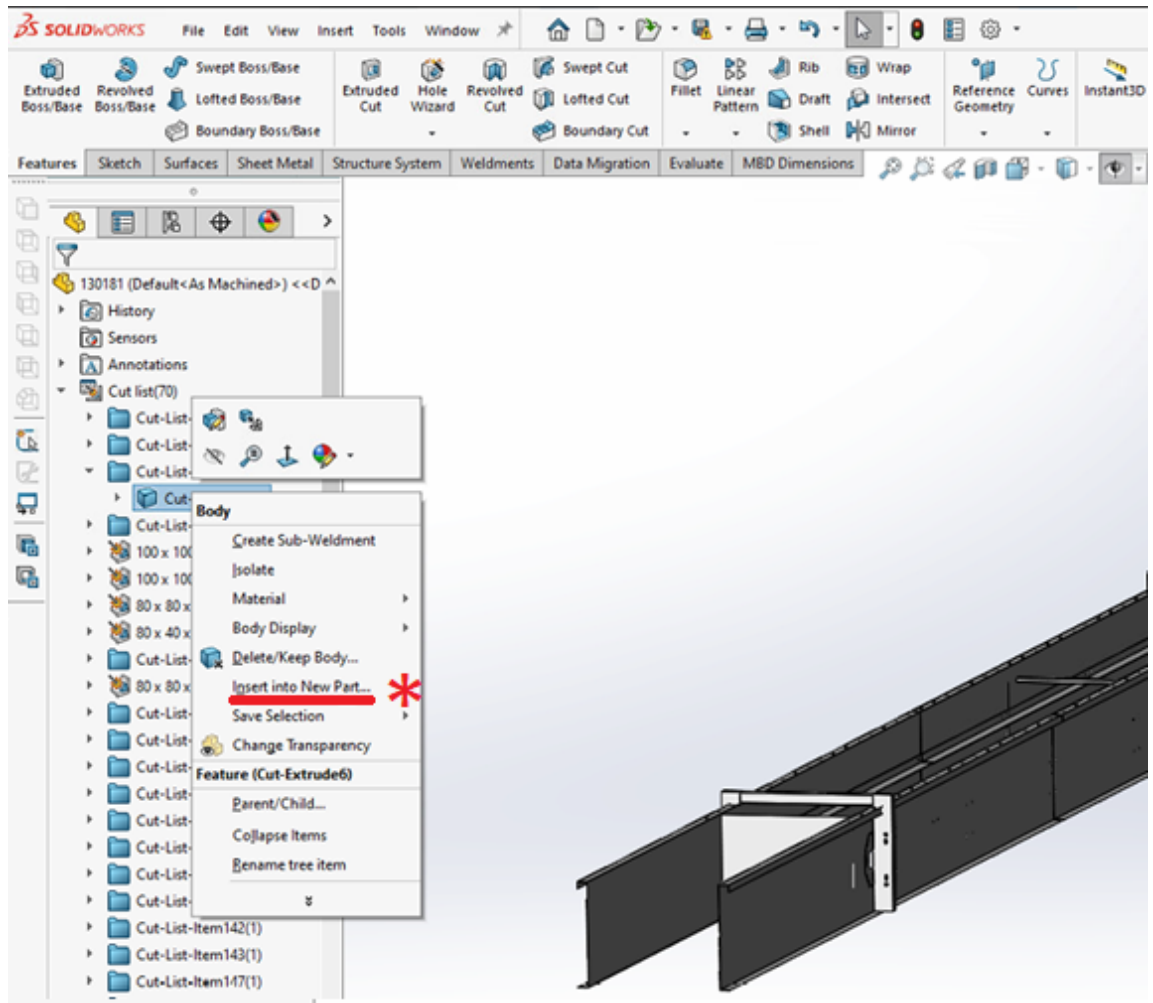 SOLIDWORKS File Edit View Insert Tools Window
Extruded Boss/Base
Revolved Boss/Base
Swept Boss/Base
Lofted Boss/Base
Boundary Boss/Base
Extruded Cut
Hole Wizard
Revolved Cut
Swept Cut
Lofted Cut
Boundary Cut
Fillet
Linear Pattern
Rib
Draft
Shell
Wrap
Intersect
Mirror
Reference Geometry
Curves
Instant3D
Features Sketch Surfaces Sheet Metal Structure System Weldments Data Migration Evaluate MBD Dimensions
130181 (Default<As Machined>) <<D
History
Sensors
Annotations
Cut list(70)
Cut-List-
Cut-List-
Cut-List-
Cut-
Cut-List-
100 x 100
100 x 100
80 x 80 x
80 x 40 x
Cut-List-
80 x 80 x
Cut-List-
Cut-List-
Cut-List-
Cut-List-
Cut-List-
Cut-List-
Cut-List-
Cut-List-
Cut-List-Item142(1)
Cut-List-Item143(1)
Cut-List-Item147(1)
Body
Create Sub-Weldment
Isolate
Material
Body Display
Delete/Keep Body...
Insert into New Part... *
Save Selection
Change Transparency
Feature (Cut-Extrude6)
Parent/Child...
Collapse Items
Rename tree item